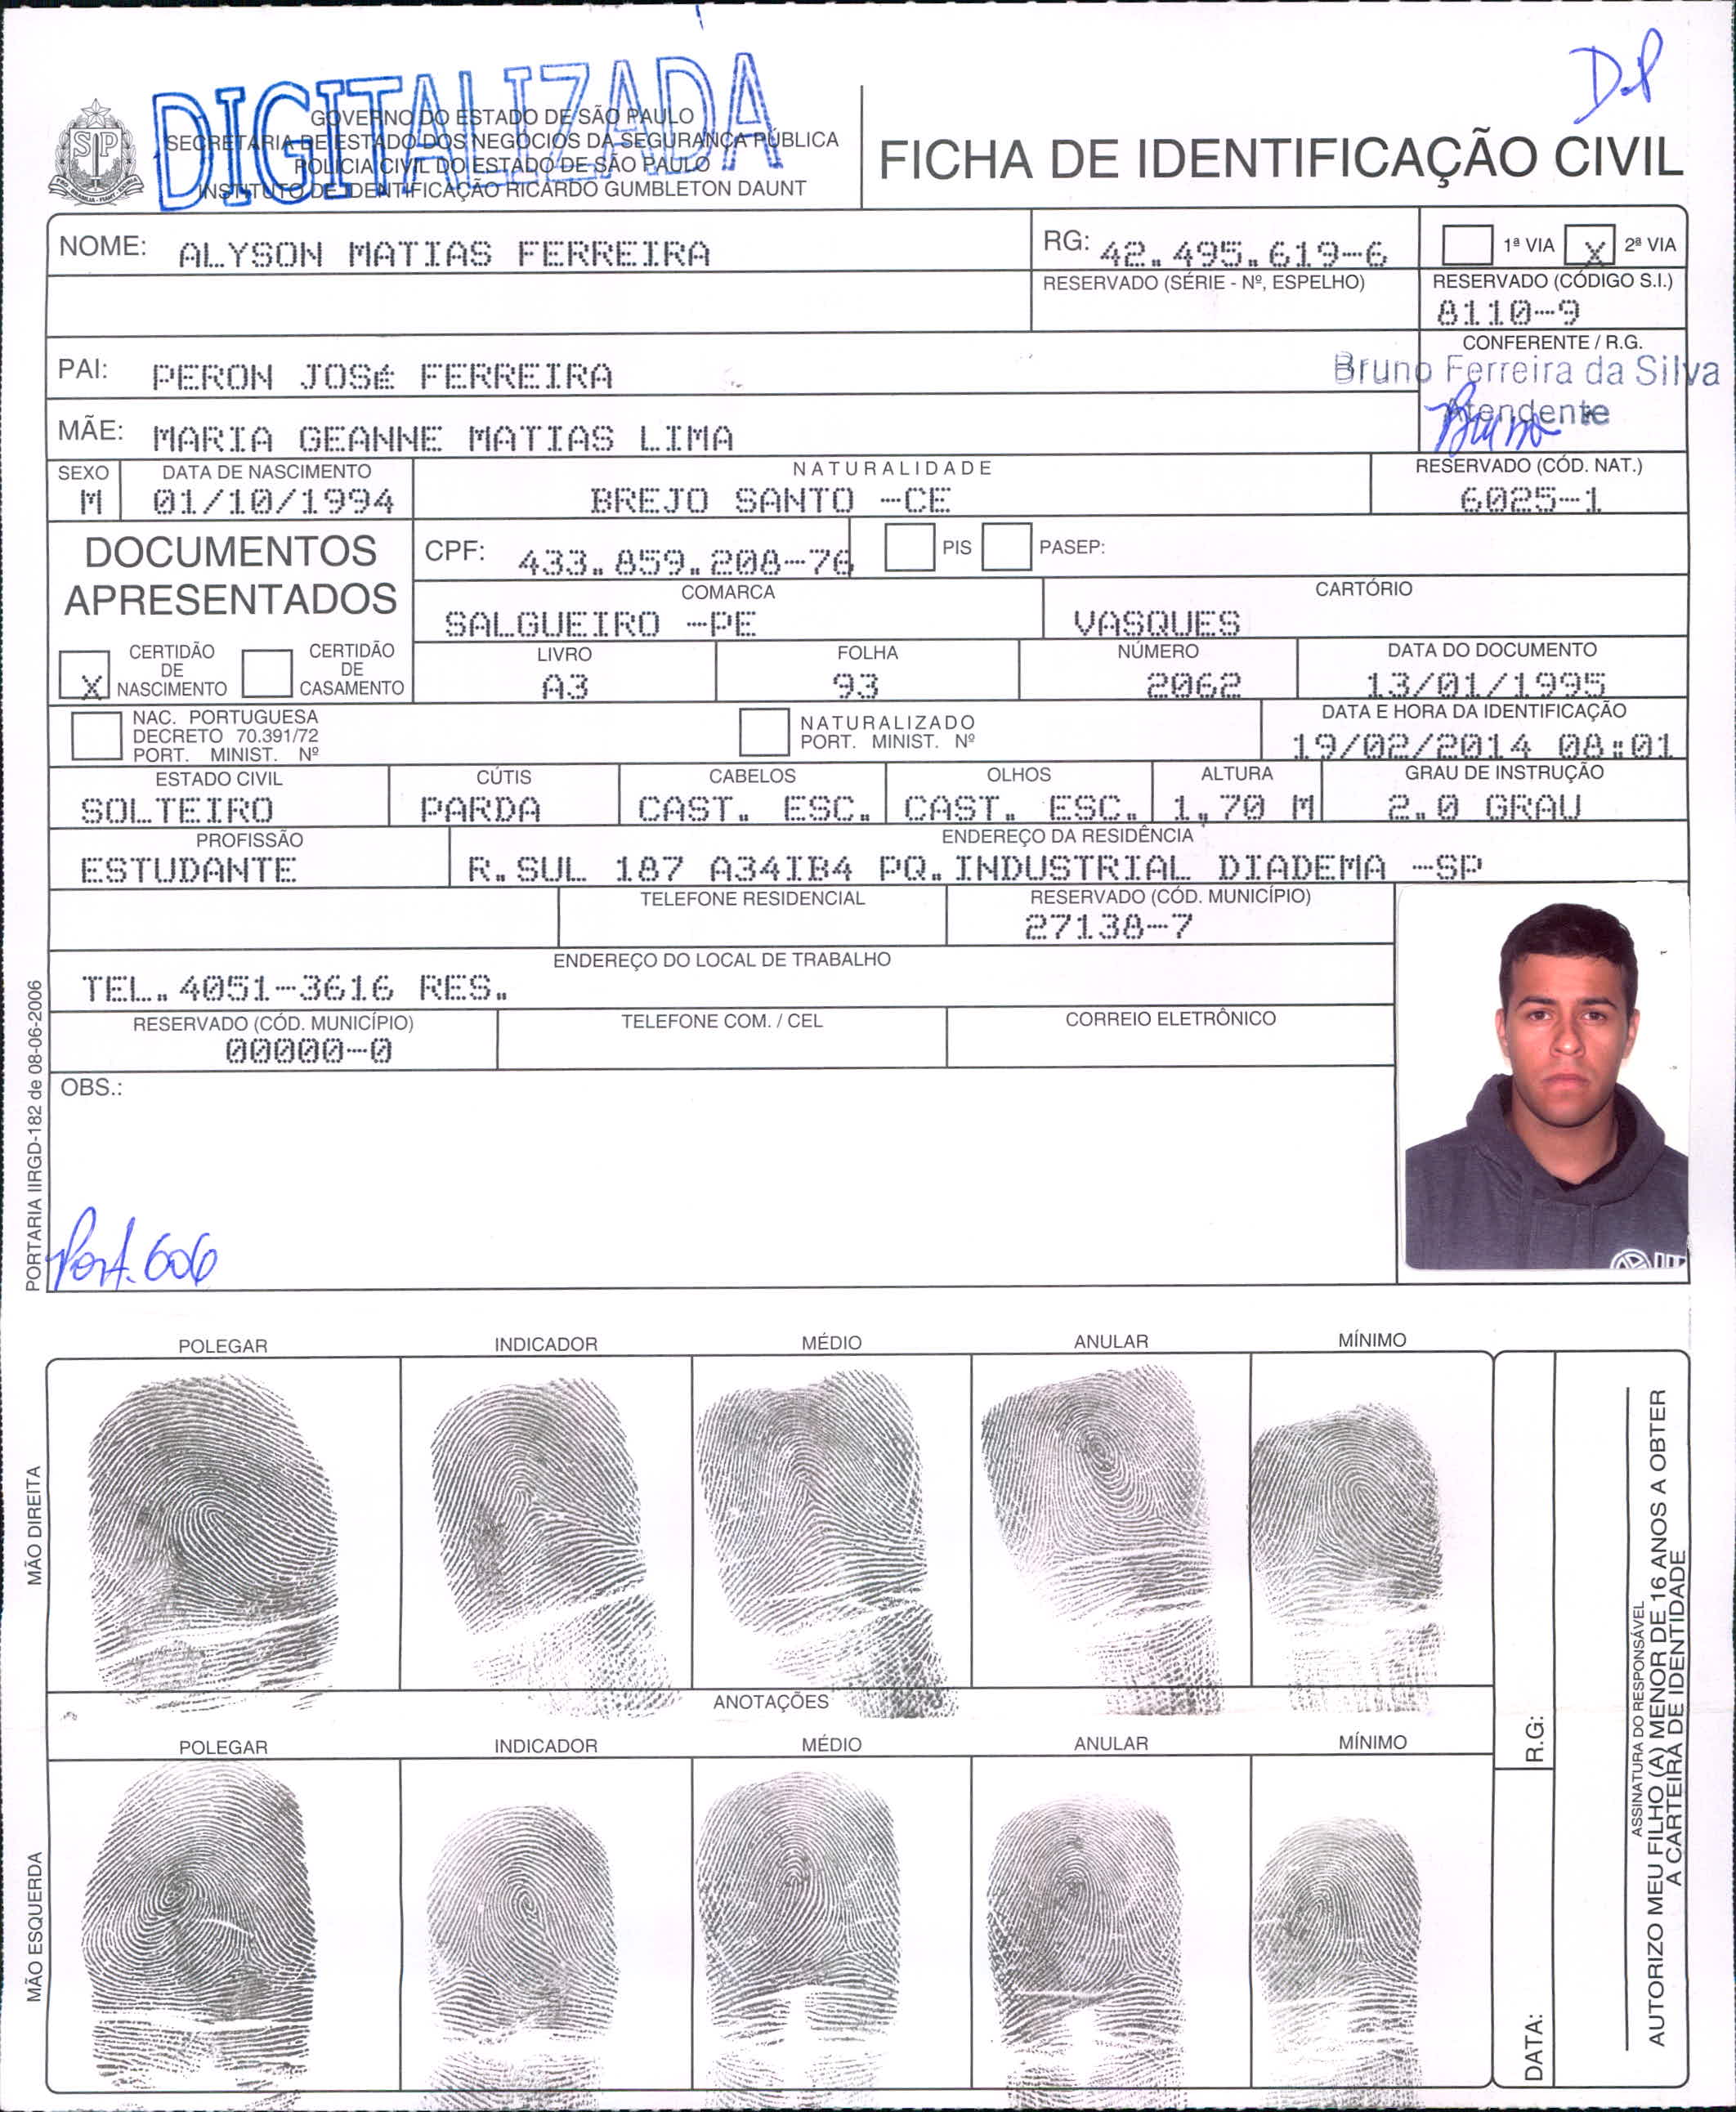 DIGITALIZADA
GOVERNO DO ESTADO DE SÃO PAULO
SECRETARIA DE ESTADO DOS NEGÓCIOS DA SEGURANÇA PÚBLICA
POLÍCIA CIVIL DO ESTADO DE SÃO PAULO
INSTITUTO DE IDENTIFICAÇÃO RICARDO GUMBLETON DAUNT
FICHA DE IDENTIFICAÇÃO CIVIL
NOME: ALYSON MATIAS FERREIRA
RG: 42.495.619-6
1ª VIA X 2ª VIA
RESERVADO (SÉRIE - Nº, ESPELHO)
RESERVADO (CÓDIGO S.I.)
8110-9
PAI: PERON JOSé FERREIRA
CONFERENTE / R.G.
Bruno Ferreira da Silva
Atendente
MÃE: MARIA GEANNE MATIAS LIMA
SEXO
M
DATA DE NASCIMENTO
01/10/1994
NATURALIDADE
BREJO SANTO -CE
RESERVADO (CÓD. NAT.)
6025-1
DOCUMENTOS
APRESENTADOS
CPF: 433.859.208-76
PIS
PASEP:
COMARCA
SALGUEIRO -PE
CARTÓRIO
VASQUES
X CERTIDÃO
DE
NASCIMENTO
CERTIDÃO
DE
CASAMENTO
LIVRO
A3
FOLHA
93
NÚMERO
2062
DATA DO DOCUMENTO
13/01/1995
NAC. PORTUGUESA
DECRETO 70.391/72
PORT. MINIST. Nº
NATURALIZADO
PORT. MINIST. Nº
DATA E HORA DA IDENTIFICAÇÃO
19/02/2014 08:01
ESTADO CIVIL
SOLTEIRO
CÚTIS
PARDA
CABELOS
CAST. ESC.
OLHOS
CAST. ESC.
ALTURA
1,70 M
GRAU DE INSTRUÇÃO
2.0 GRAU
PROFISSÃO
ESTUDANTE
ENDEREÇO DA RESIDÊNCIA
R.SUL 187 A34IB4 PQ.INDUSTRIAL DIADEMA -SP
TELEFONE RESIDENCIAL
RESERVADO (CÓD. MUNICÍPIO)
27138-7
ENDEREÇO DO LOCAL DE TRABALHO
TEL.4051-3616 RES.
RESERVADO (CÓD. MUNICÍPIO)
00000-0
TELEFONE COM. / CEL
CORREIO ELETRÔNICO
OBS.:
Port. 606
PORTARIA IIRGD-182 de 08-06-2006
POLEGAR
INDICADOR
MÉDIO
ANULAR
MÍNIMO
MÃO DIREITA
ANOTAÇÕES
POLEGAR
INDICADOR
MÉDIO
ANULAR
MÍNIMO
MÃO ESQUERDA
R.G:
DATA:
ASSINATURA DO RESPONSÁVEL
AUTORIZO MEU FILHO (A) MENOR DE 16 ANOS A OBTER
A CARTEIRA DE IDENTIDADE